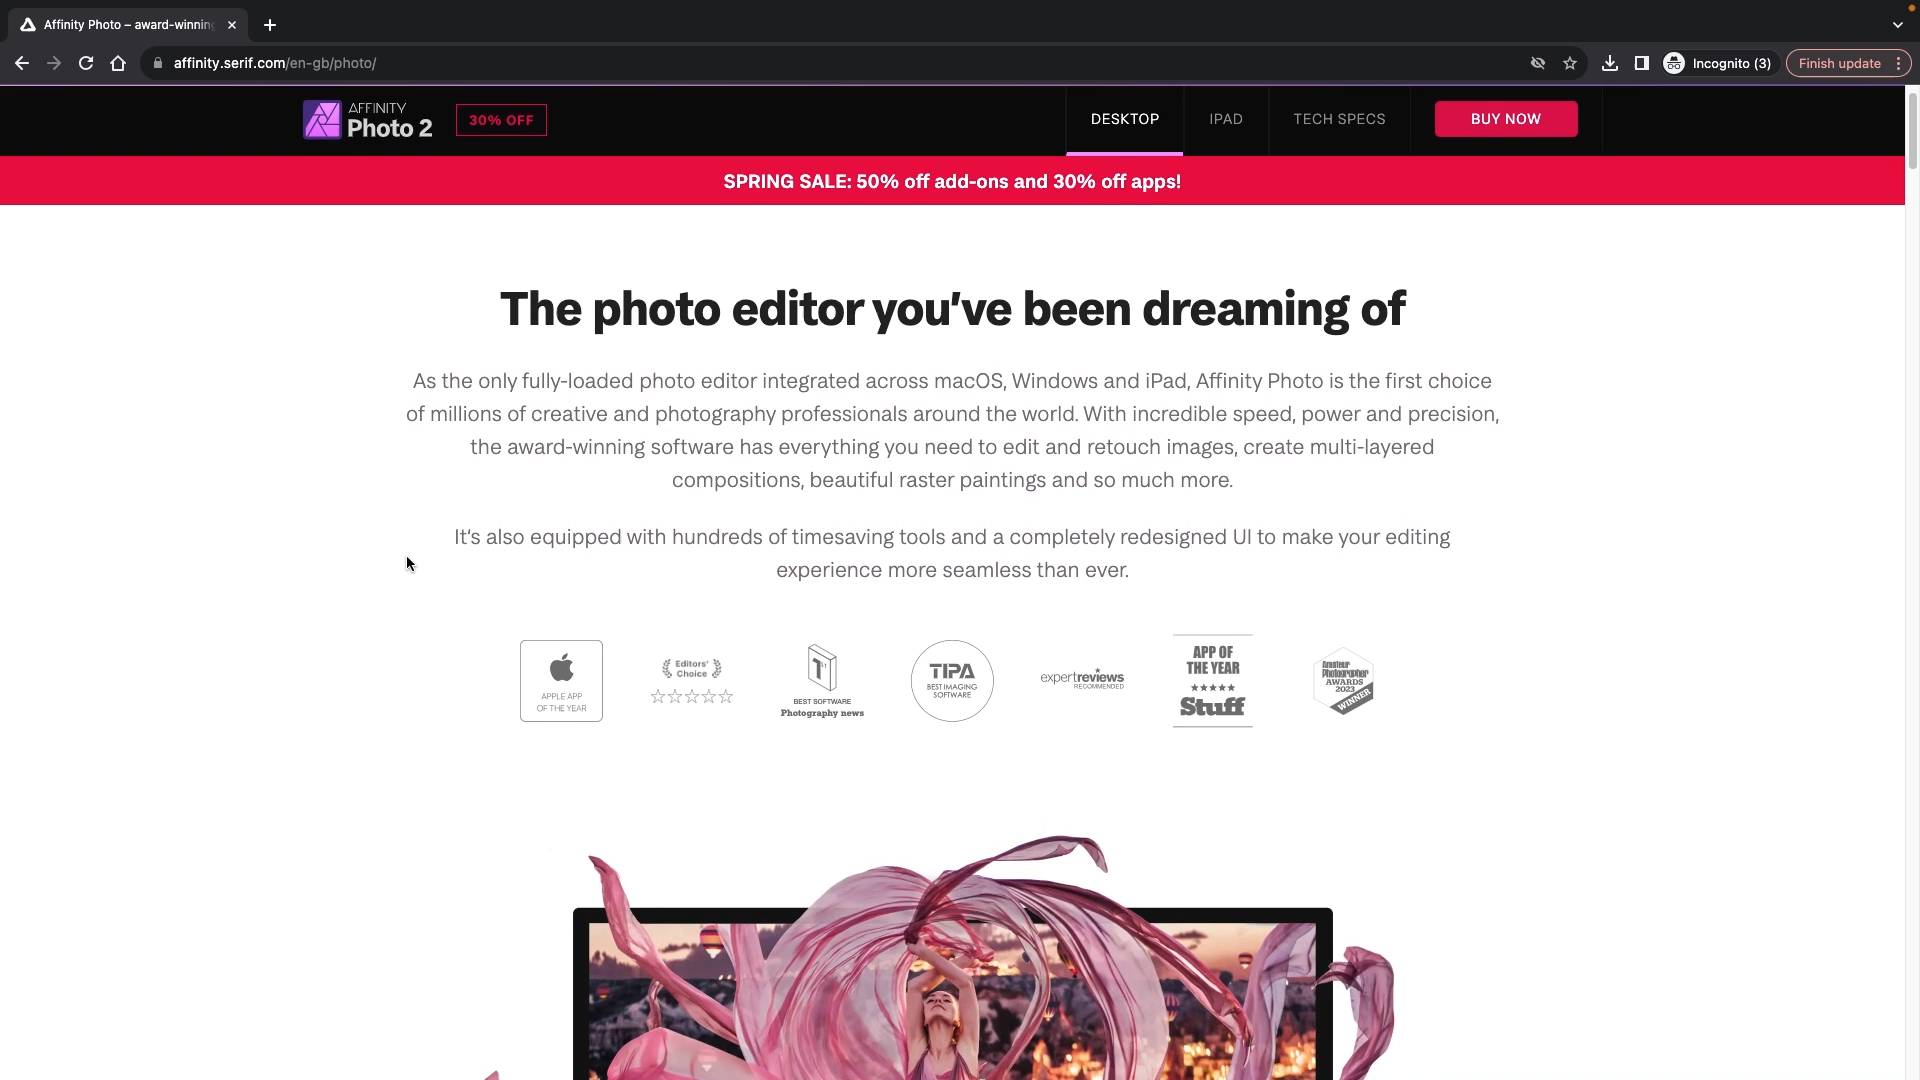 Affinity Photo – award-winning
affinity.serif.com/en-gb/photo/
Incognito (3)
Finish update
AFFINITY
Photo 2
30% OFF
DESKTOP
IPAD
TECH SPECS
BUY NOW
SPRING SALE: 50% off add-ons and 30% off apps!
The photo editor you've been dreaming of
As the only fully-loaded photo editor integrated across macOS, Windows and iPad, Affinity Photo is the first choice
of millions of creative and photography professionals around the world. With incredible speed, power and precision,
the award-winning software has everything you need to edit and retouch images, create multi-layered
compositions, beautiful raster paintings and so much more.
It's also equipped with hundreds of timesaving tools and a completely redesigned UI to make your editing
experience more seamless than ever.
APPLE APP
OF THE YEAR
Editors'
Choice
T
BEST SOFTWARE
Photography news
TIPA
BEST IMAGING
SOFTWARE
expertreviews
RECOMMENDED
APP OF
THE YEAR
Stuff
Amateur
Photographer
AWARDS
2023
WINNER